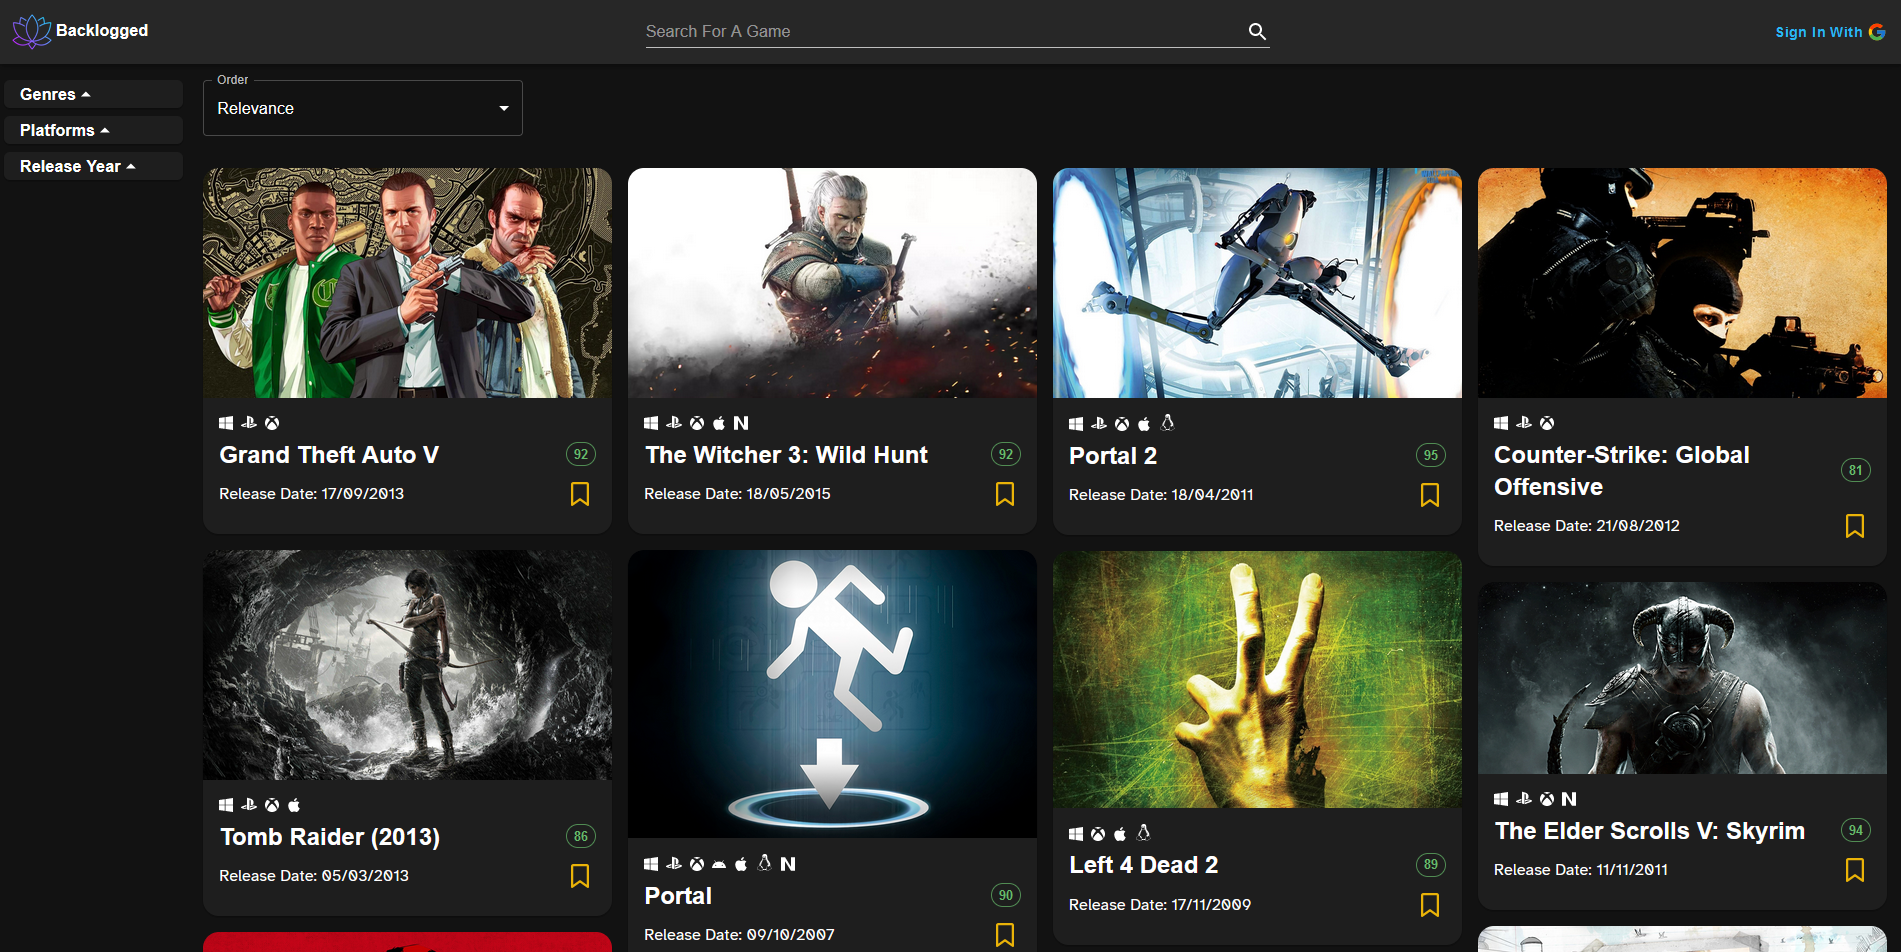 Backlogged
Search For A Game
Sign In With
Genres
Platforms
Release Year
Order
Relevance
Grand Theft Auto V
92
Release Date: 17/09/2013
The Witcher 3: Wild Hunt
92
Release Date: 18/05/2015
Portal 2
95
Release Date: 18/04/2011
Counter-Strike: Global
Offensive
81
Release Date: 21/08/2012
Tomb Raider (2013)
86
Release Date: 05/03/2013
Portal
90
Release Date: 09/10/2007
Left 4 Dead 2
89
Release Date: 17/11/2009
The Elder Scrolls V: Skyrim
94
Release Date: 11/11/2011